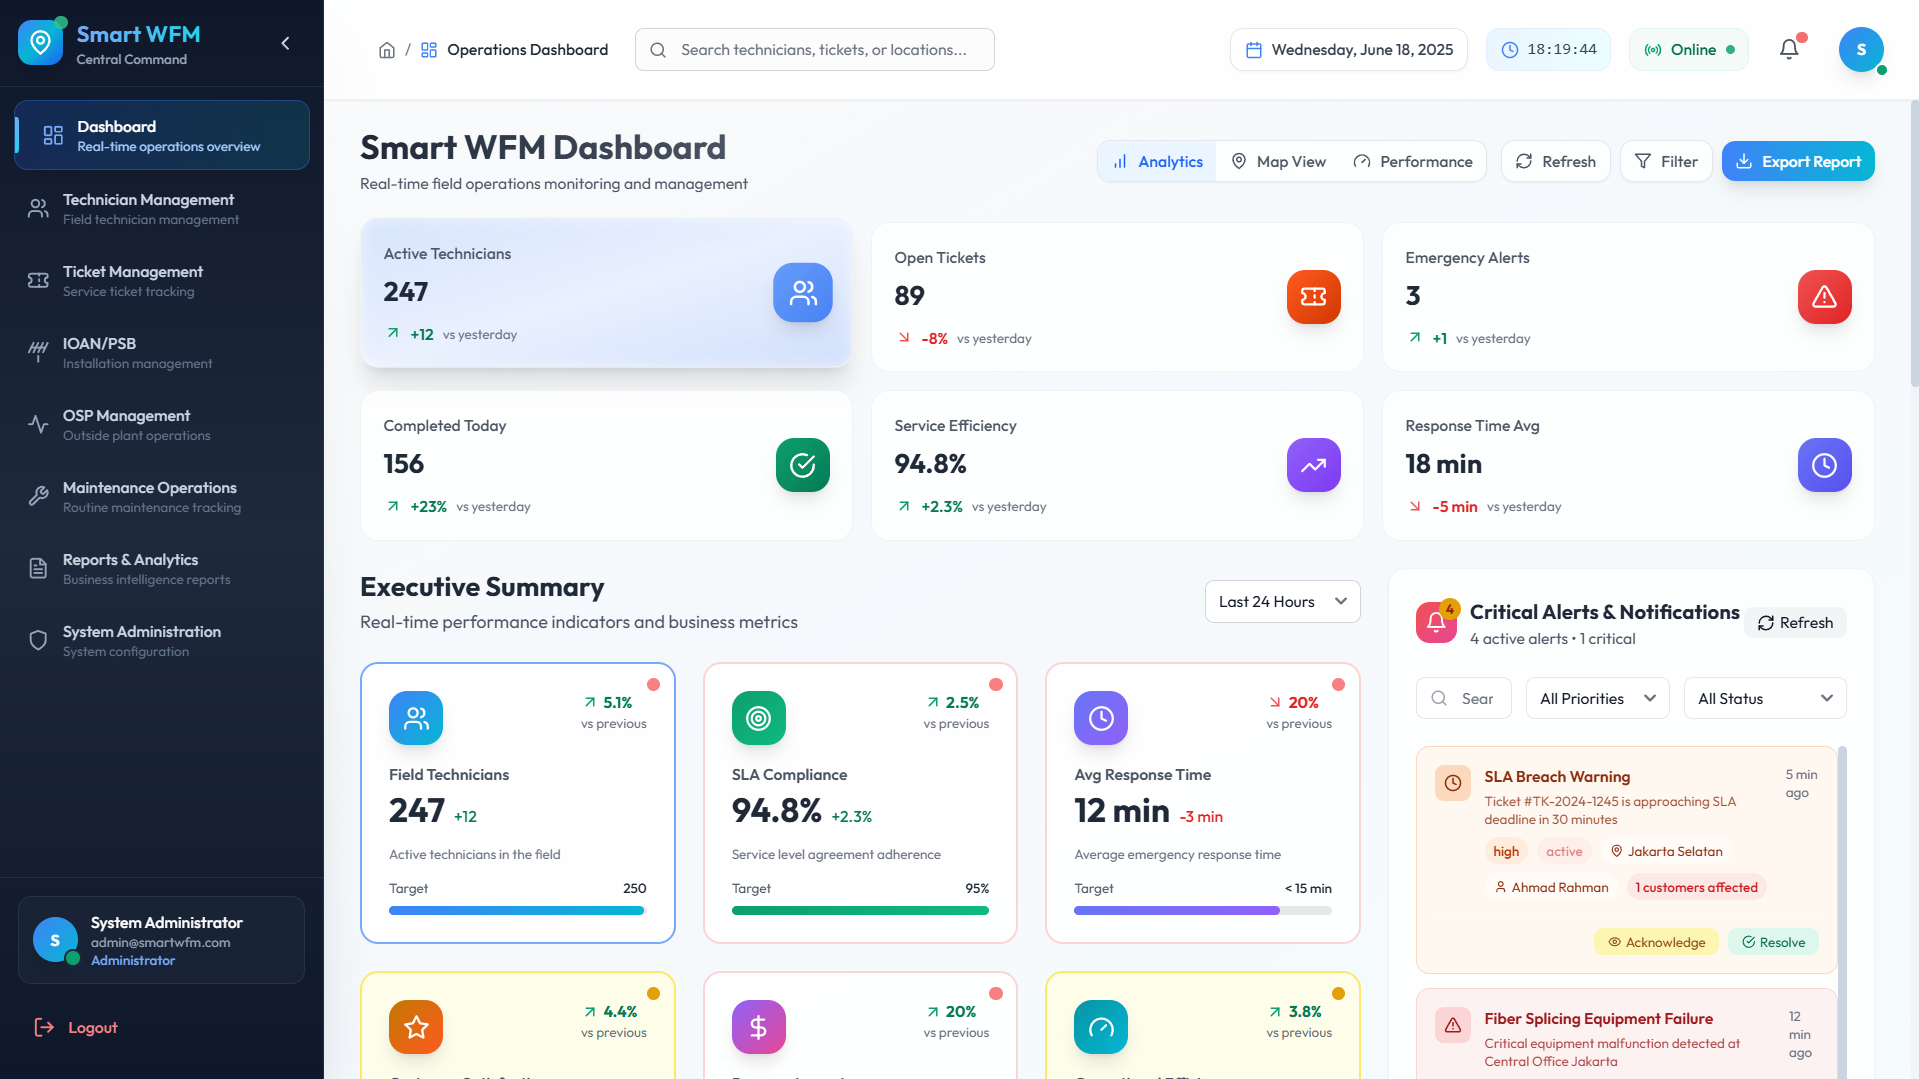 Smart WFM
Central Command
Dashboard
Real-time operations overview
Technician Management
Field technician management
Ticket Management
Service ticket tracking
IOAN/PSB
Installation management
OSP Management
Outside plant operations
Maintenance Operations
Routine maintenance tracking
Reports & Analytics
Business intelligence reports
System Administration
System configuration
S
System Administrator
admin@smartwfm.com
Administrator
Logout
/ Operations Dashboard
Search technicians, tickets, or locations...
Wednesday, June 18, 2025
18:19:44
Online
S
Smart WFM Dashboard
Real-time field operations monitoring and management
Analytics
Map View
Performance
Refresh
Filter
Export Report
Active Technicians
247
+12 vs yesterday
Open Tickets
89
-8% vs yesterday
Emergency Alerts
3
+1 vs yesterday
Completed Today
156
+23% vs yesterday
Service Efficiency
94.8%
+2.3% vs yesterday
Response Time Avg
18 min
-5 min vs yesterday
Executive Summary
Real-time performance indicators and business metrics
Last 24 Hours
5.1%
vs previous
Field Technicians
247 +12
Active technicians in the field
Target 250
2.5%
vs previous
SLA Compliance
94.8% +2.3%
Service level agreement adherence
Target 95%
20%
vs previous
Avg Response Time
12 min -3 min
Average emergency response time
Target < 15 min
4.4%
vs previous
20%
vs previous
3.8%
vs previous
4
Critical Alerts & Notifications
4 active alerts • 1 critical
Refresh
Sear
All Priorities
All Status
SLA Breach Warning
5 min
ago
Ticket #TK-2024-1245 is approaching SLA
deadline in 30 minutes
high active Jakarta Selatan
Ahmad Rahman 1 customers affected
Acknowledge Resolve
Fiber Splicing Equipment Failure
12
min
ago
Critical equipment malfunction detected at
Central Office Jakarta